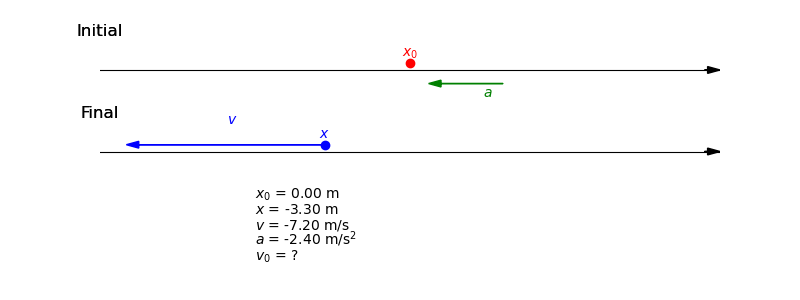 Initial
x₀
a
Final
v
x
x₀ = 0.00 m
x = -3.30 m
v = -7.20 m/s
a = -2.40 m/s²
v₀ = ?